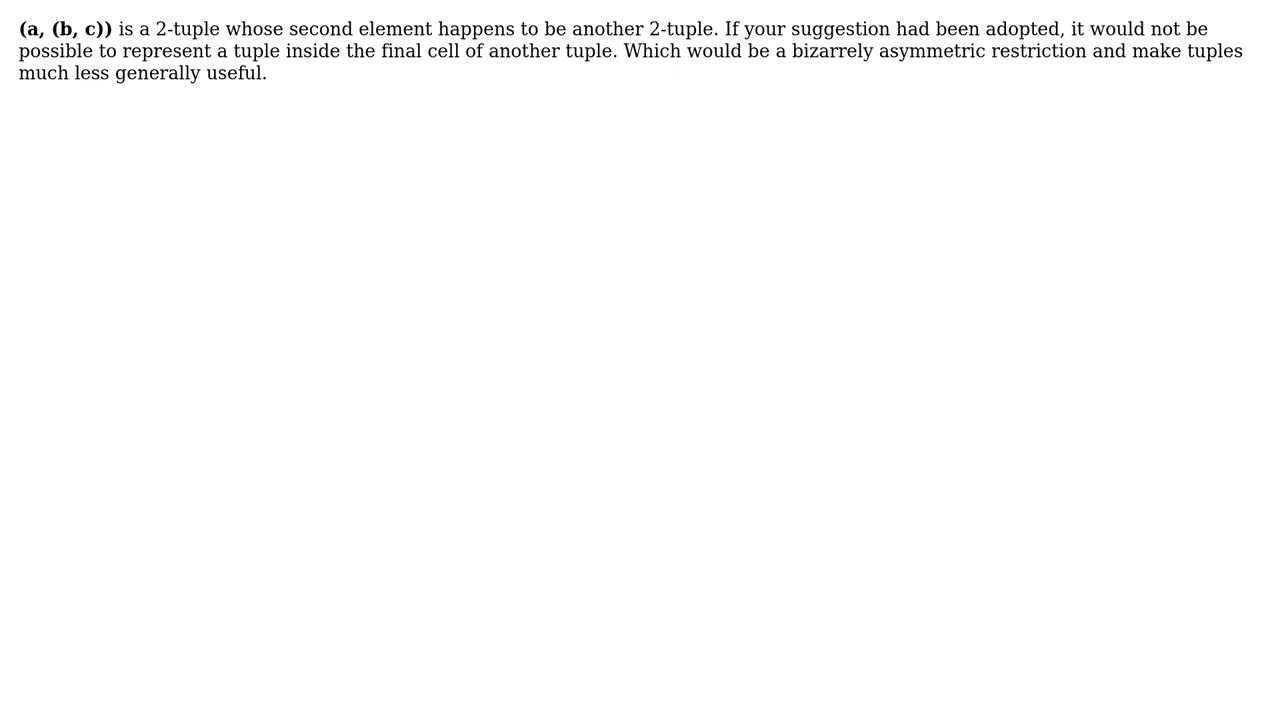 (a, (b, c)) is a 2-tuple whose second element happens to be another 2-tuple. If your suggestion had been adopted, it would not be
possible to represent a tuple inside the final cell of another tuple. Which would be a bizarrely asymmetric restriction and make tuples
much less generally useful.